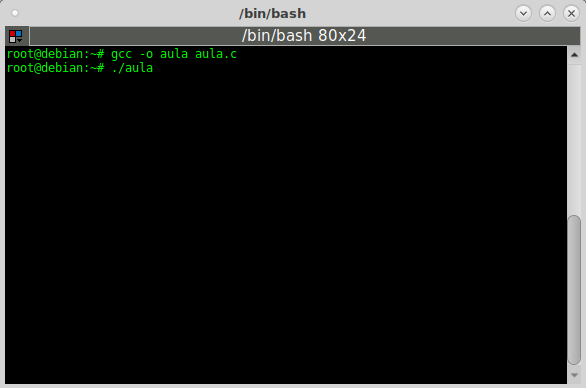 /bin/bash
/bin/bash 80x24
root@debian:~# gcc -o aula aula.c
root@debian:~# ./aula